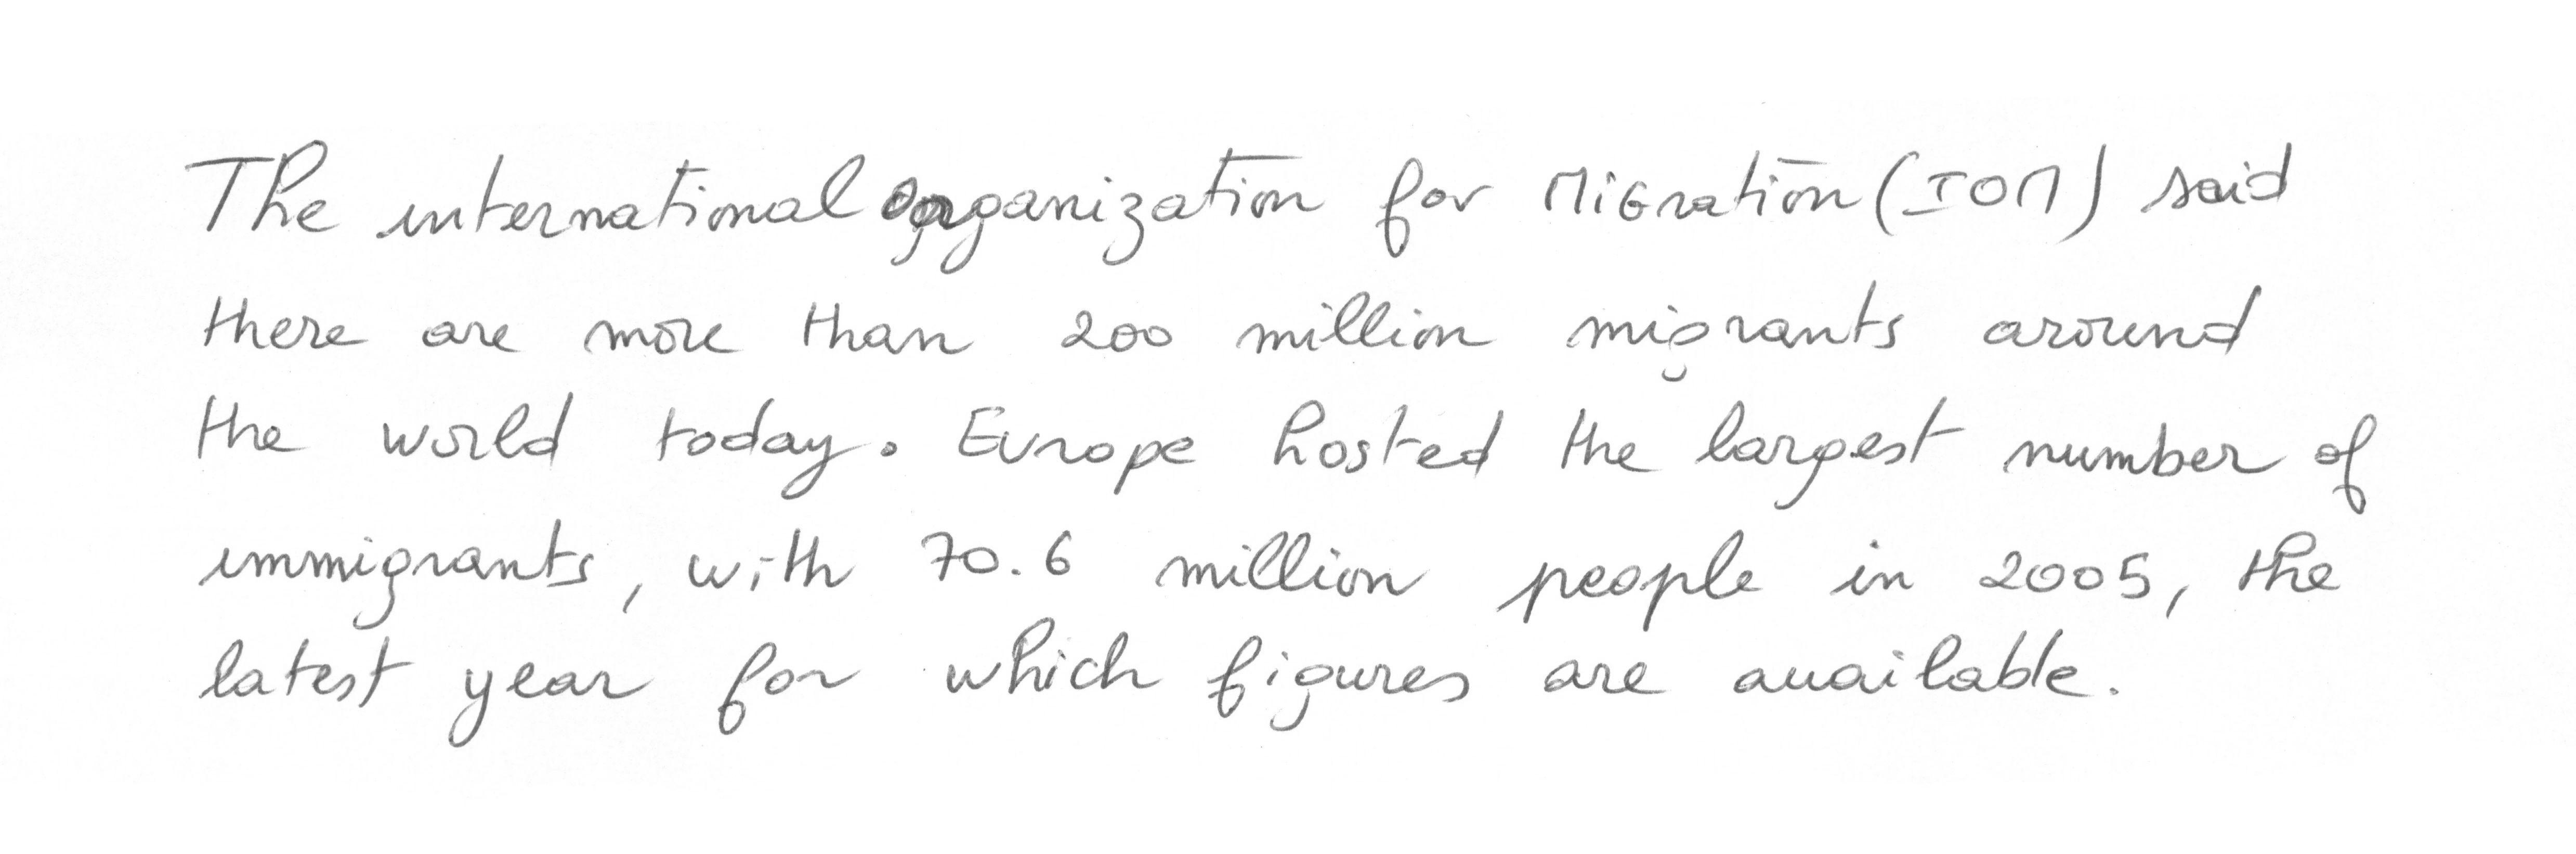 The international organization for Migration (IOM) said
there are more than 200 million migrants around
the world today. Europe hosted the largest number of
immigrants, with 70.6 million people in 2005, the
latest year for which figures are available.